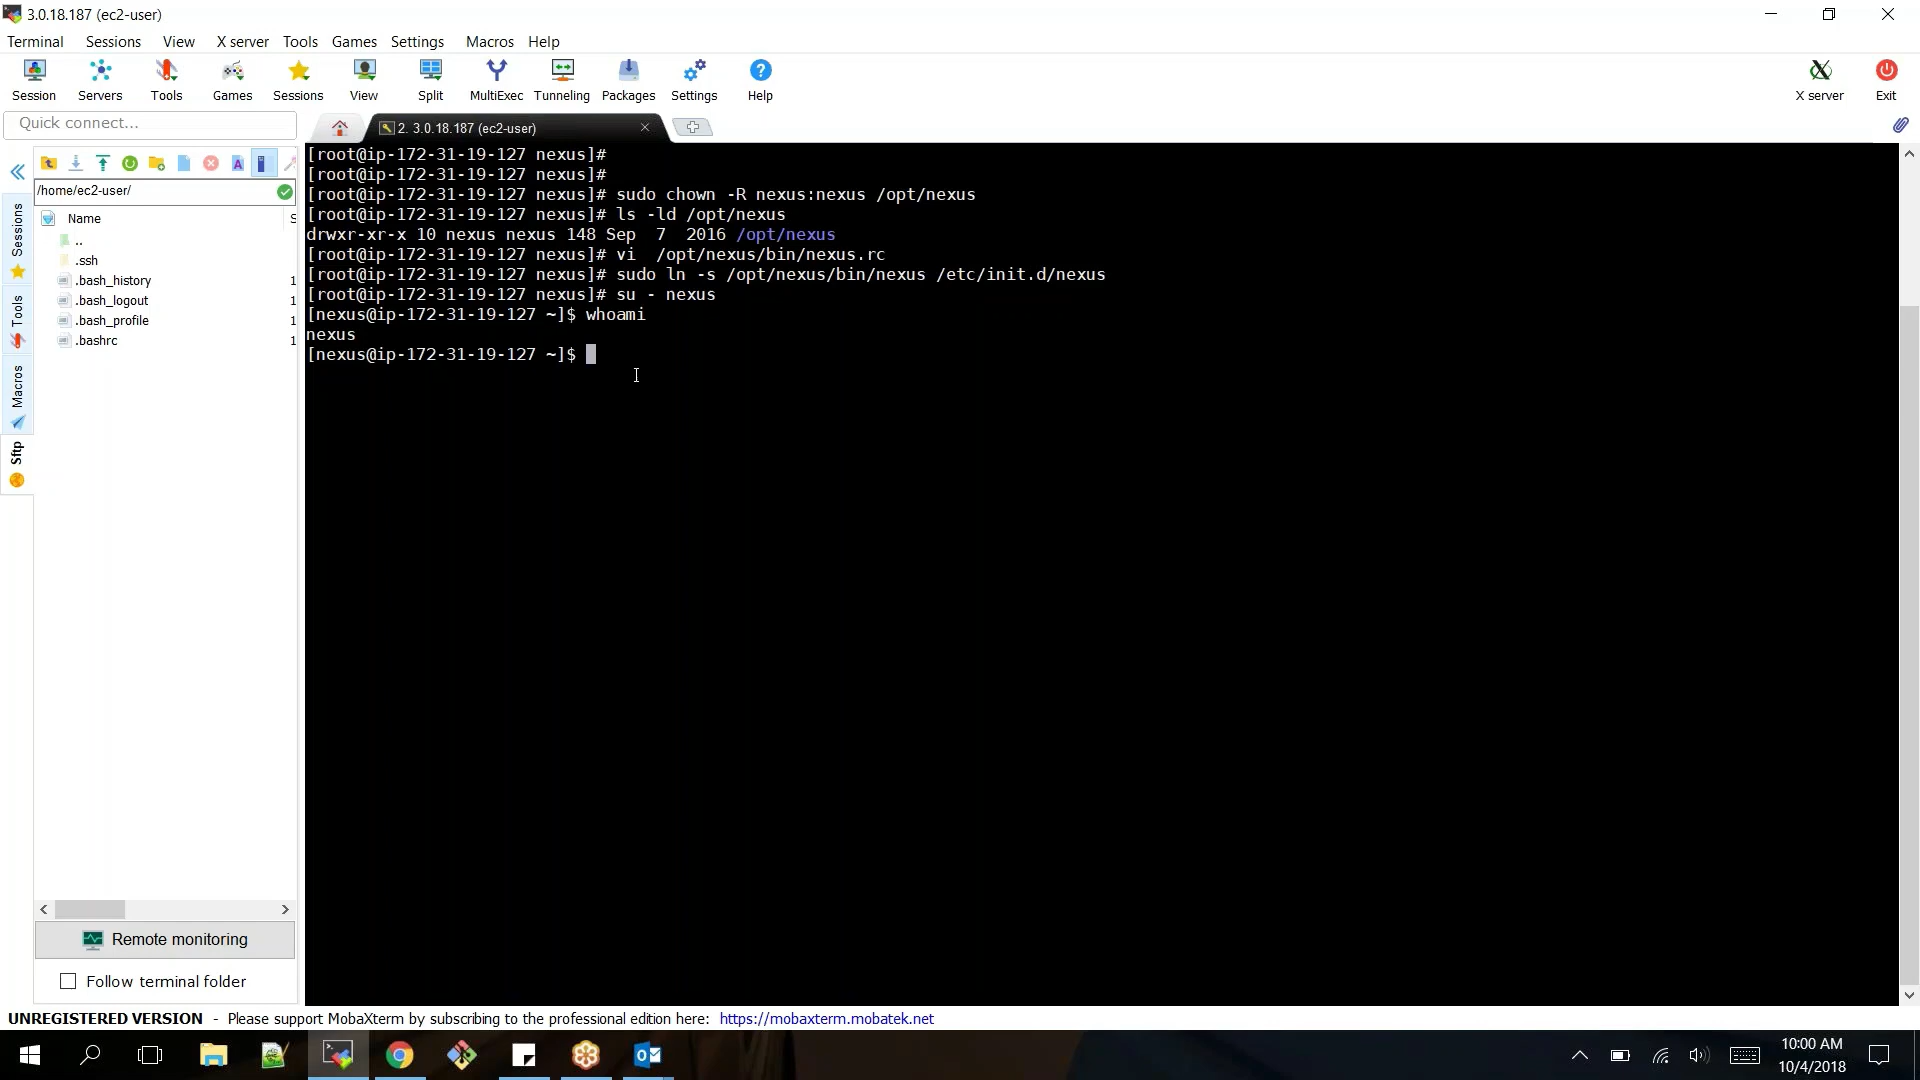 3.0.18.187 (ec2-user)
Terminal Sessions View X server Tools Games Settings Macros Help
Session Servers Tools Games Sessions View Split MultiExec Tunneling Packages Settings Help X server Exit
Quick connect...
2. 3.0.18.187 (ec2-user)
/home/ec2-user/
Name S
..
.ssh
.bash_history 1
.bash_logout 1
.bash_profile 1
.bashrc 1
Sessions
Tools
Macros
Sftp
[root@ip-172-31-19-127 nexus]#
[root@ip-172-31-19-127 nexus]#
[root@ip-172-31-19-127 nexus]# sudo chown -R nexus:nexus /opt/nexus
[root@ip-172-31-19-127 nexus]# ls -ld /opt/nexus
drwxr-xr-x 10 nexus nexus 148 Sep  7  2016 /opt/nexus
[root@ip-172-31-19-127 nexus]# vi  /opt/nexus/bin/nexus.rc
[root@ip-172-31-19-127 nexus]# sudo ln -s /opt/nexus/bin/nexus /etc/init.d/nexus
[root@ip-172-31-19-127 nexus]# su - nexus
[nexus@ip-172-31-19-127 ~]$ whoami
nexus
[nexus@ip-172-31-19-127 ~]$
Remote monitoring
Follow terminal folder
UNREGISTERED VERSION - Please support MobaXterm by subscribing to the professional edition here: https://mobaxterm.mobatek.net
10:00 AM
10/4/2018